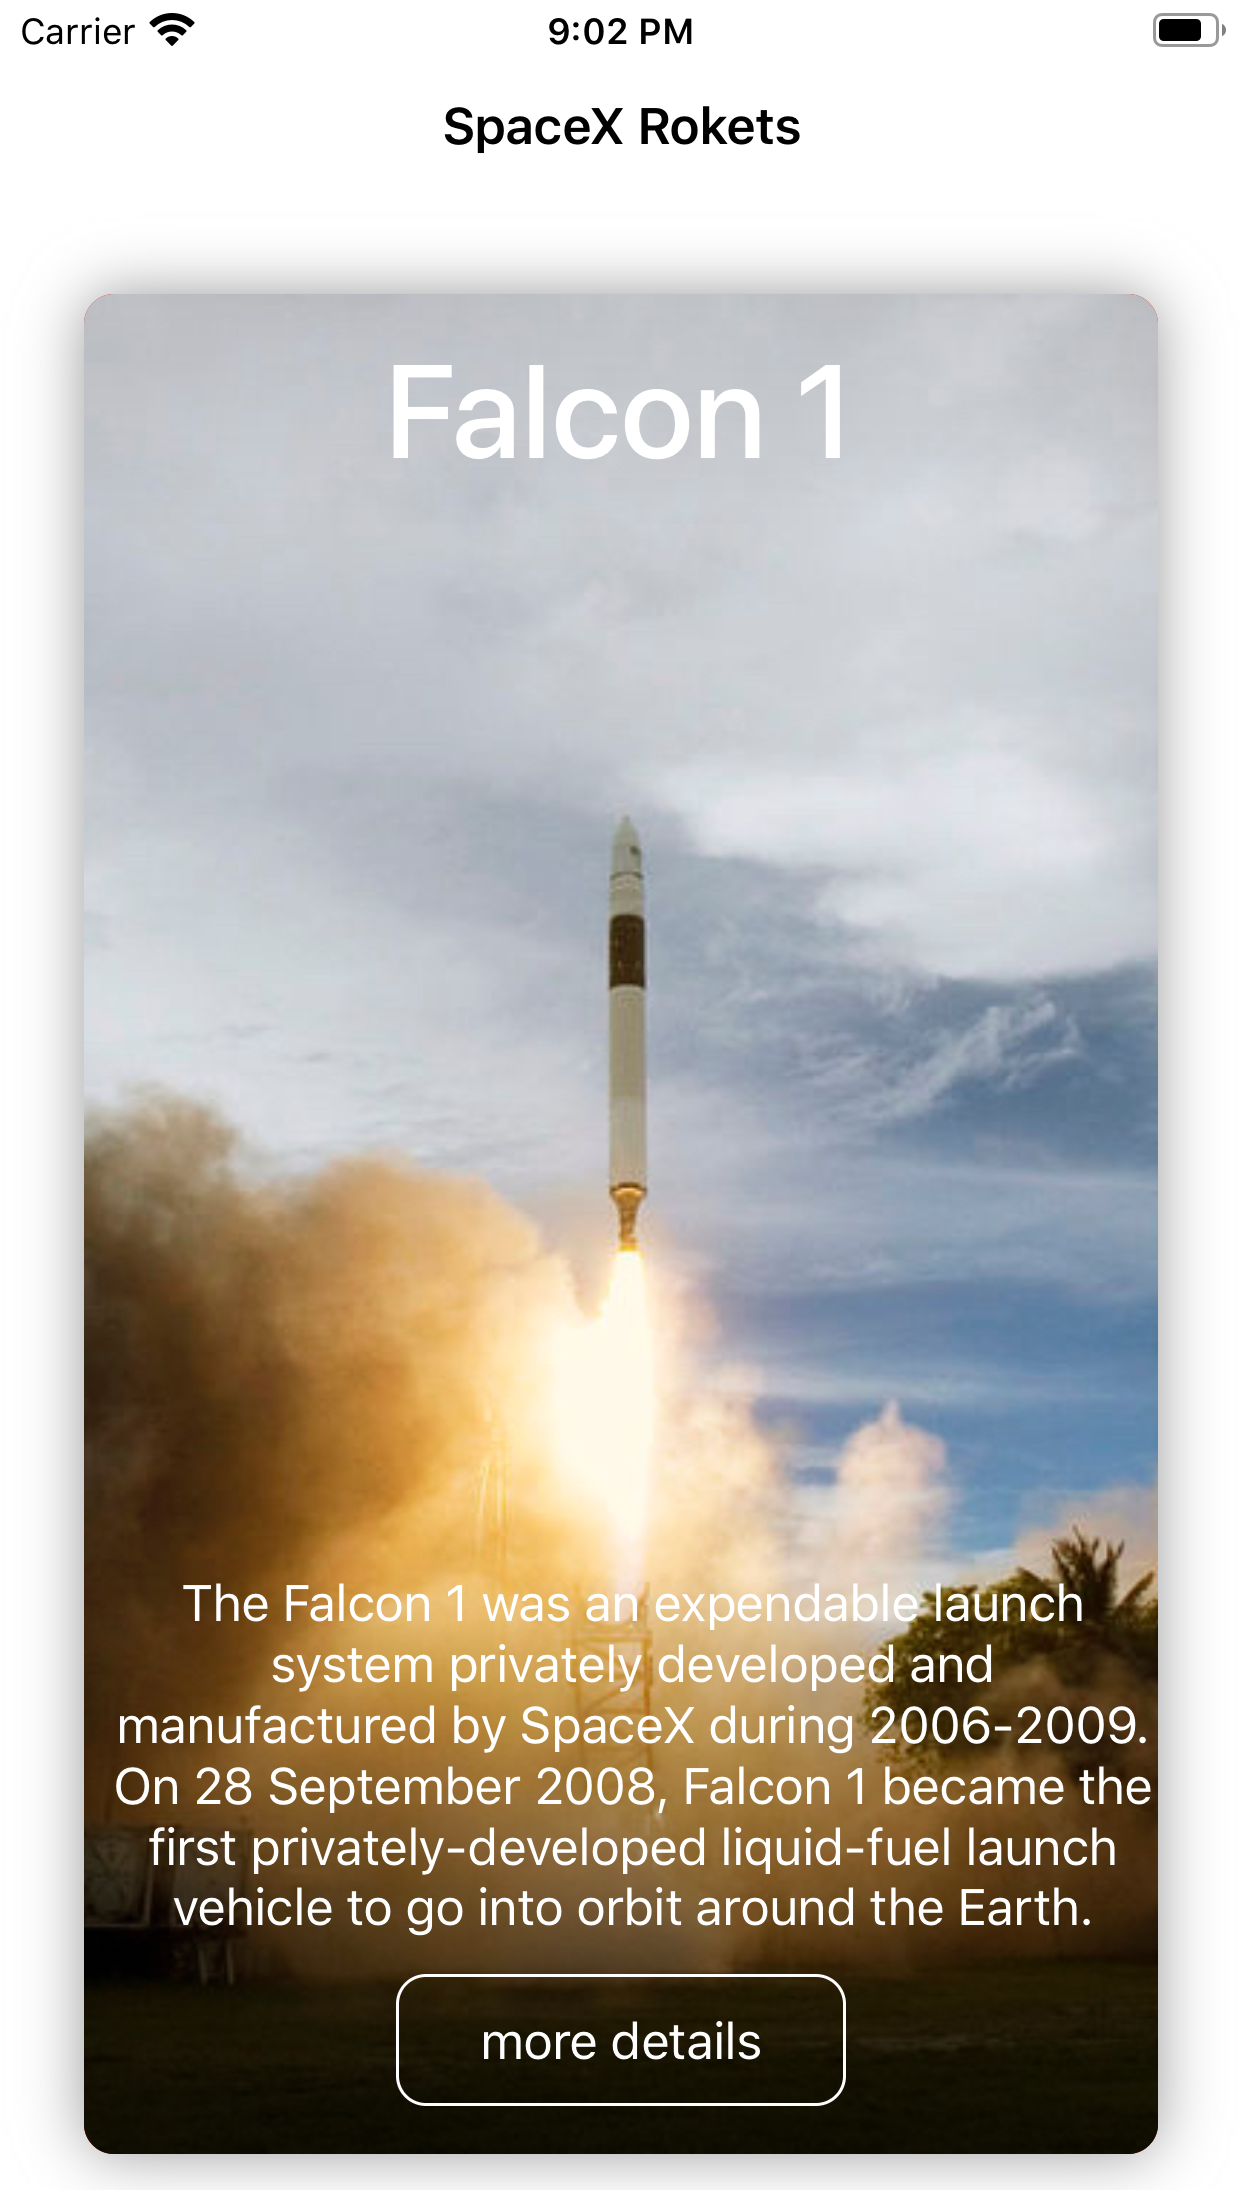 Carrier 9:02 PM
SpaceX Rokets
Falcon 1
The Falcon 1 was an expendable launch
system privately developed and
manufactured by SpaceX during 2006-2009.
On 28 September 2008, Falcon 1 became the
first privately-developed liquid-fuel launch
vehicle to go into orbit around the Earth.
more details